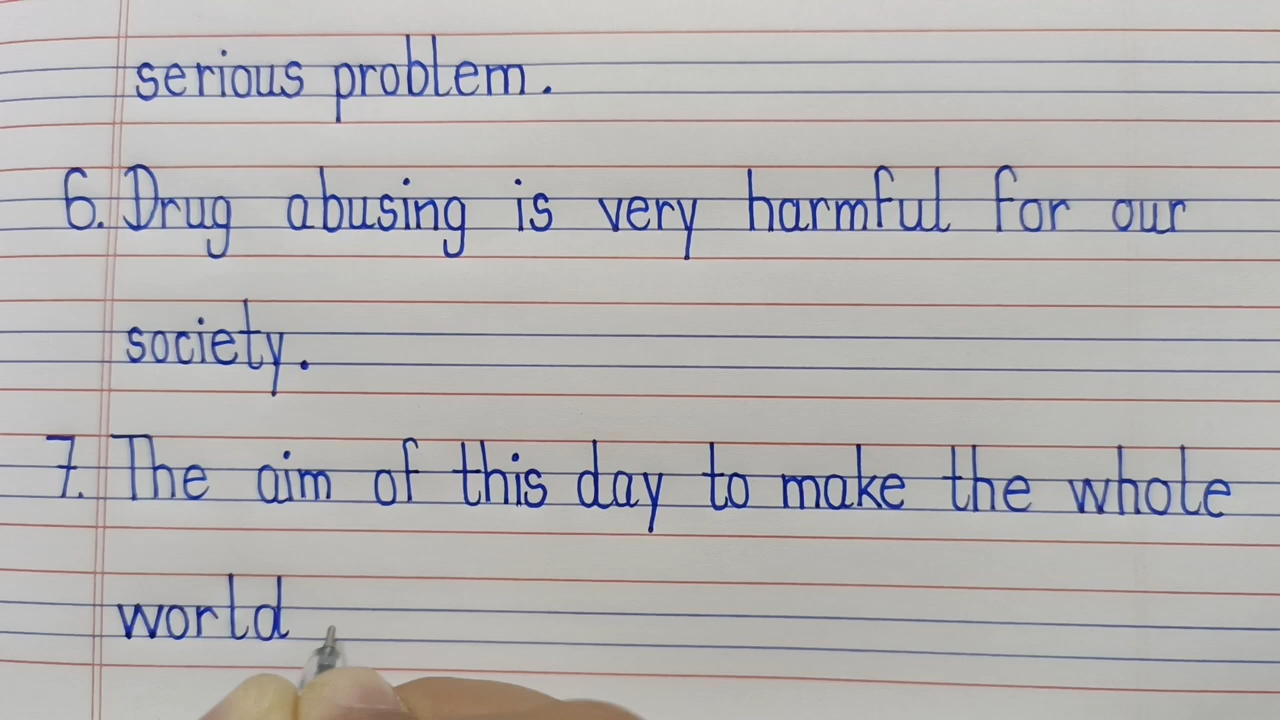 serious problem.
6. Drug abusing is very harmful for our
society.
7. The aim of this day to make the whole
world